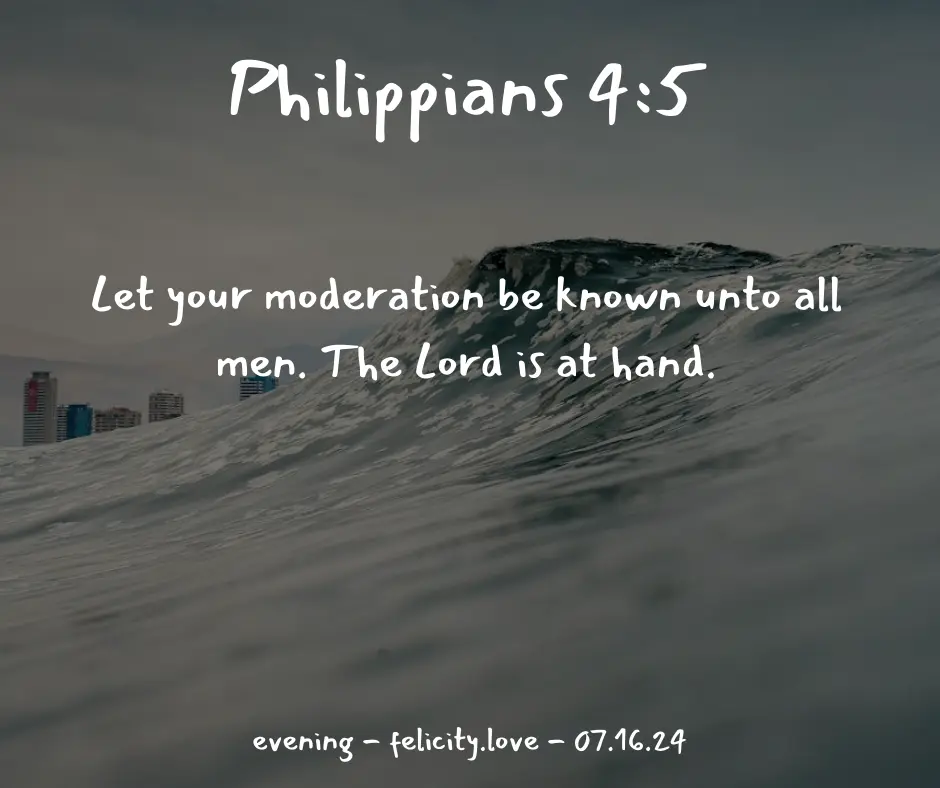 Philippians 4:5
Let your moderation be known unto all
men. The Lord is at hand.
evening – felicity.love – 07.16.24